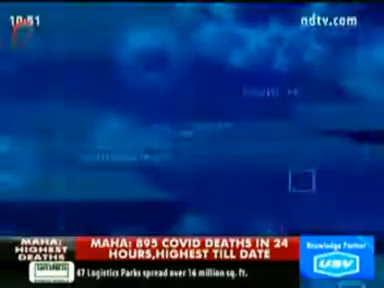 10:51
ndtv.com
MAHA: HIGHEST DEATHS
MAHA: 895 COVID DEATHS IN 24
HOURS,HIGHEST TILL DATE
Knowledge Partner
USV
47 Logistics Parks spread over 16 million sq. ft.